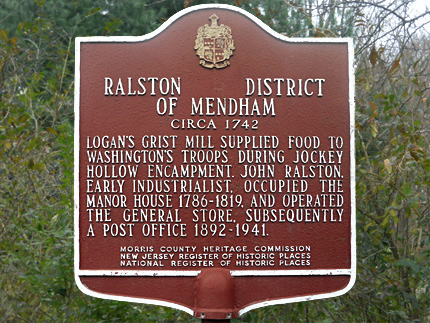 RALSTON DISTRICT
OF MENDHAM
CIRCA 1742
LOGAN'S GRIST MILL SUPPLIED FOOD TO
WASHINGTON'S TROOPS DURING JOCKEY
HOLLOW ENCAMPMENT. JOHN RALSTON,
EARLY INDUSTRIALIST, OCCUPIED THE
MANOR HOUSE 1786-1819, AND OPERATED
THE GENERAL STORE, SUBSEQUENTLY
A POST OFFICE 1892-1941.
MORRIS COUNTY HERITAGE COMMISSION
NEW JERSEY REGISTER OF HISTORIC PLACES
NATIONAL REGISTER OF HISTORIC PLACES